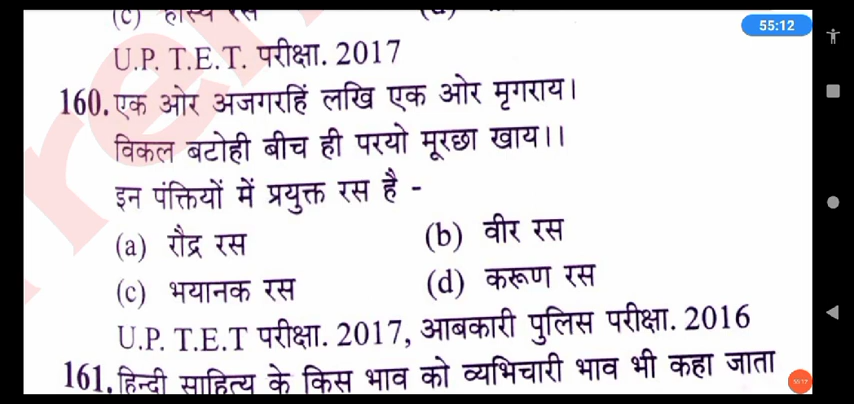 (c) हास्य रस
55:12
U.P. T.E.T. परीक्षा. 2017
160. एक ओर अजगरहिं लखि एक ओर मृगराय।
विकल बटोही बीच ही परयो मूरछा खाय।।
इन पंक्तियों में प्रयुक्त रस है -
(a) रौद्र रस (b) वीर रस
(c) भयानक रस (d) करूण रस
U.P. T.E.T परीक्षा. 2017, आबकारी पुलिस परीक्षा. 2016
161. हिन्दी साहित्य के किस भाव को व्यभिचारी भाव भी कहा जाता